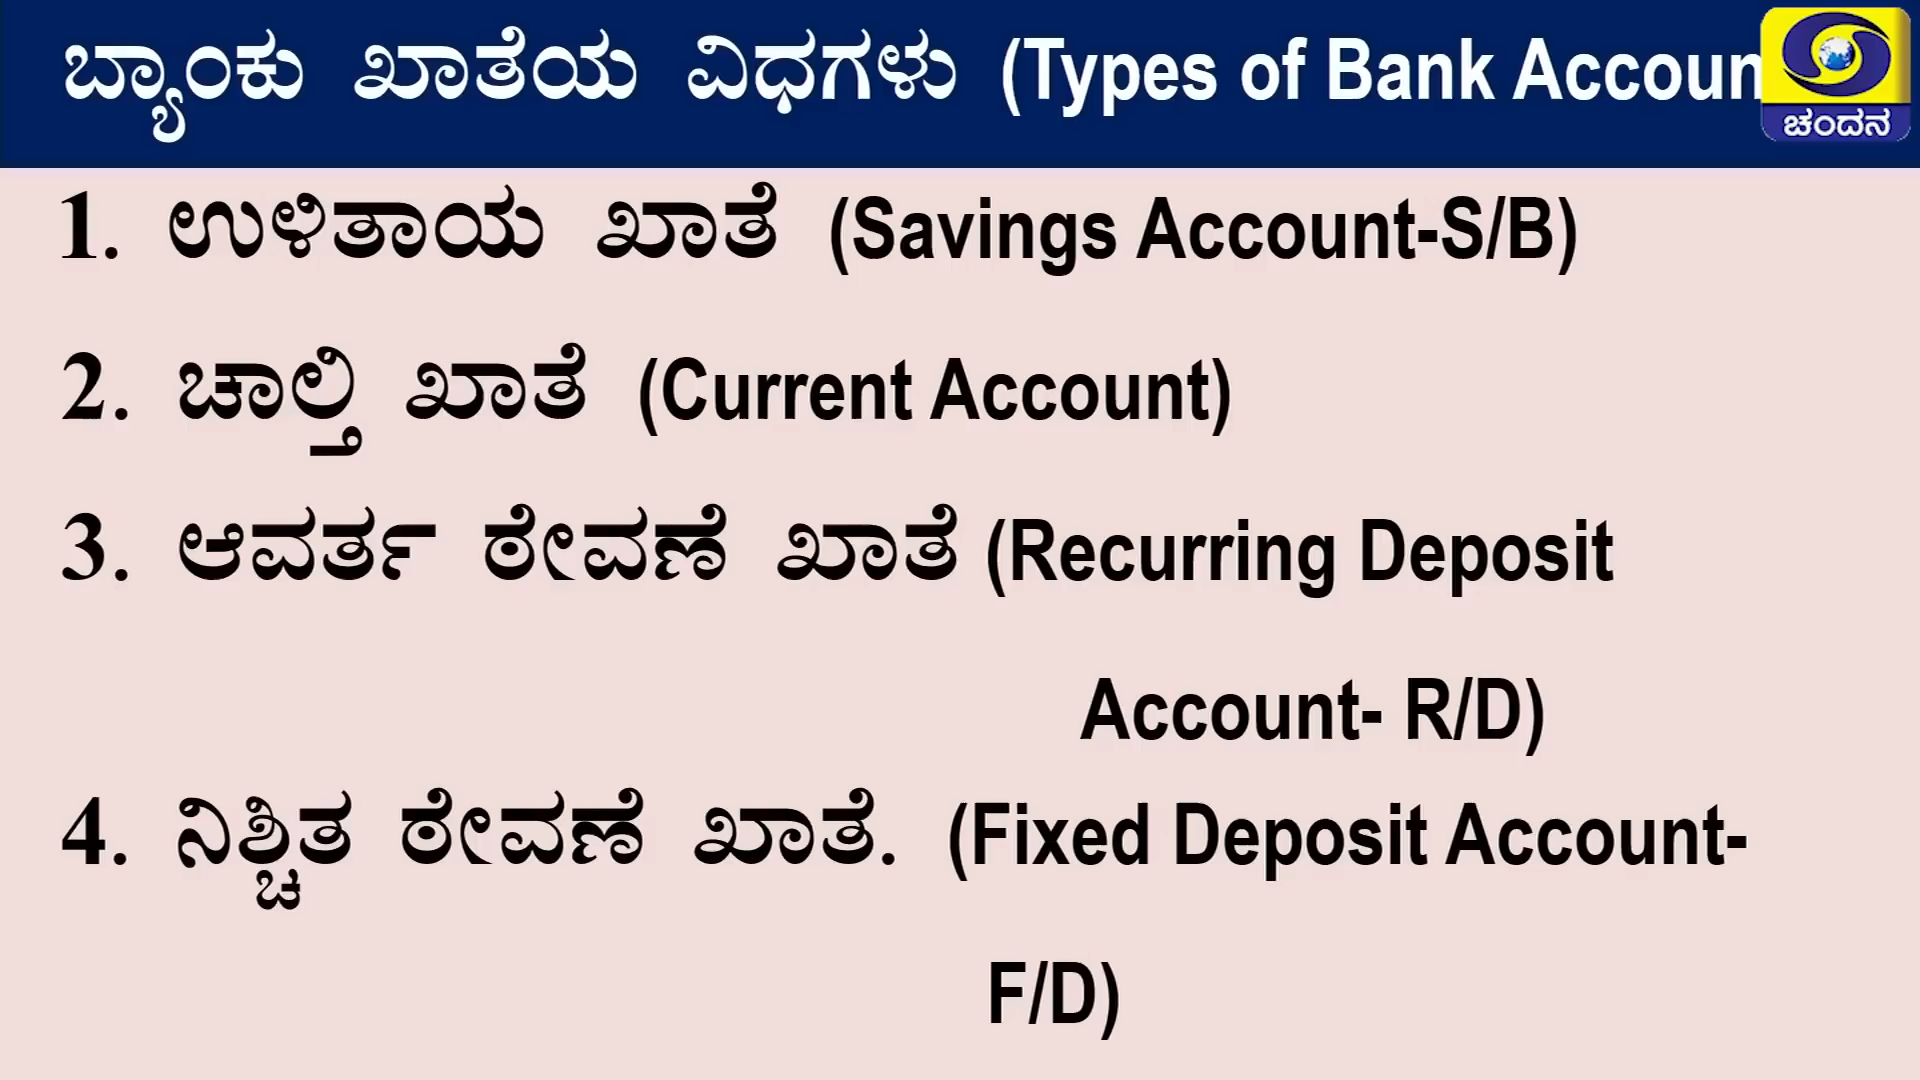 ಬ್ಯಾಂಕು ಖಾತೆಯ ವಿಧಗಳು (Types of Bank Accoun
ಚಂದನ
1. ಉಳಿತಾಯ ಖಾತೆ (Savings Account-S/B)
2. ಚಾಲ್ತಿ ಖಾತೆ (Current Account)
3. ಆವರ್ತ ಠೇವಣೆ ಖಾತೆ (Recurring Deposit
Account- R/D)
4. ನಿಶ್ಚಿತ ಠೇವಣೆ ಖಾತೆ. (Fixed Deposit Account-
F/D)